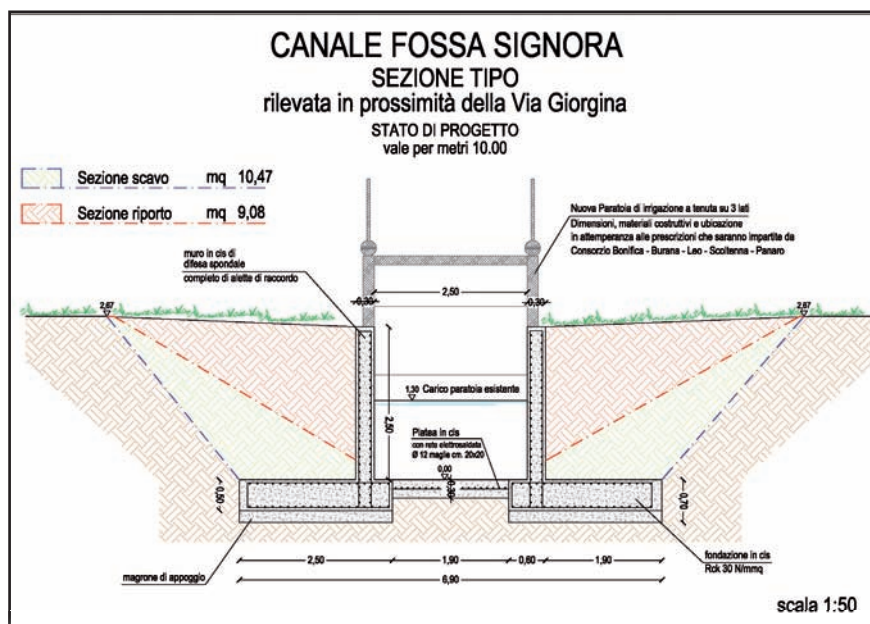 CANALE FOSSA SIGNORA
SEZIONE TIPO
rilevata in prossimità della Via Giorgina
STATO DI PROGETTO
vale per metri 10.00
Sezione scavo mq 10,47
Sezione riporto mq 9,08
Nuova Paratoia di irrigazione a tenuta su 3 lati
Dimensioni, materiali costruttivi e ubicazione
in attemperanza alle prescrizioni che saranno impartite da
Consorzio Bonifica - Burana - Leo - Scoltenna - Panaro
muro in cls di
difesa spondale
completo di alette di raccordo
2,50
0,30
0,30
2,67
2,67
1,30 Carico paratoia esistente
2,50
Platea in cls
con rete elettrosaldata
Ø 12 maglie cm. 20x20
0,00
0,30
0,50
0,70
2,50
1,90
0,60
1,90
6,90
magrone di appoggio
fondazione in cls
Rck 30 N/mmq
scala 1:50